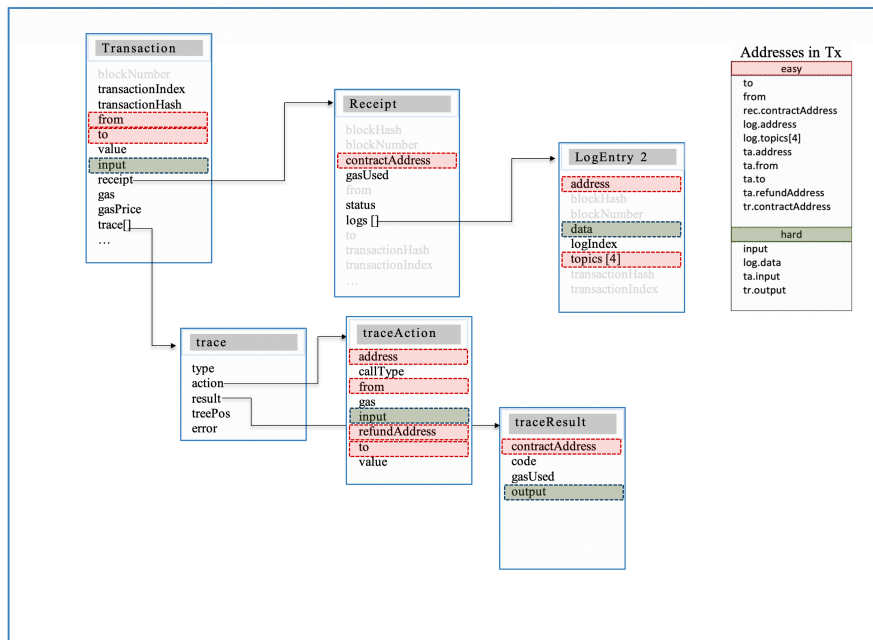 Transaction
blockNumber
transactionIndex
transactionHash
from
to
value
input
receipt
gas
gasPrice
trace[]
…
Receipt
blockHash
blockNumber
contractAddress
gasUsed
from
status
logs []
to
transactionHash
transactionIndex
…
LogEntry 2
address
blockHash
blockNumber
data
logIndex
topics [4]
transactionHash
transactionIndex
Addresses in Tx
easy
to
from
rec.contractAddress
log.address
log.topics[4]
ta.address
ta.from
ta.to
ta.refundAddress
tr.contractAddress
hard
input
log.data
ta.input
tr.output
trace
type
action
result
treePos
error
traceAction
address
callType
from
gas
input
refundAddress
to
value
traceResult
contractAddress
code
gasUsed
output